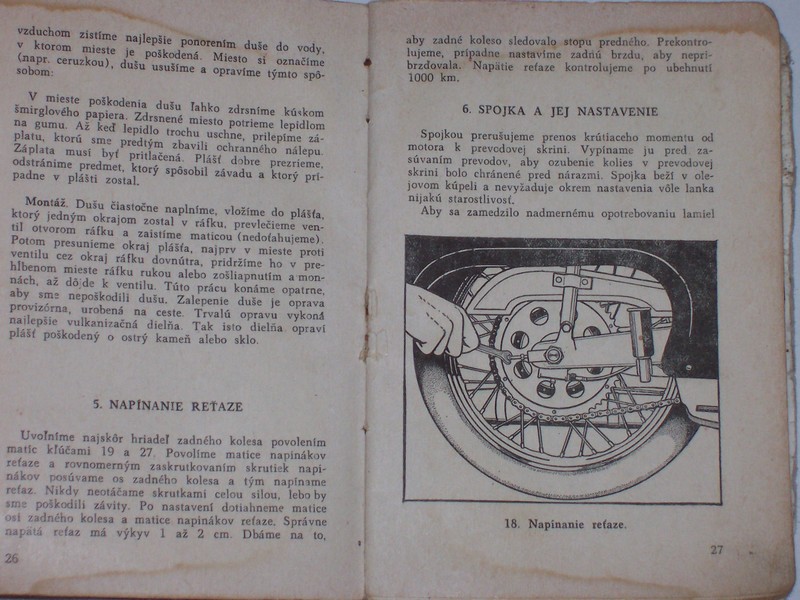 vzduchom zistíme najlepšie ponorením duše do vody,
v ktorom mieste je poškodená. Miesto si označíme
(napr. ceruzkou), dušu usušíme a opravíme týmto spô-
sobom:
V mieste poškodenia dušu ľahko zdrsníme kúskom
šmirglového papiera. Zdrsnené miesto potrieme lepidlom
na gumu. Až keď lepidlo trochu uschne, prilepíme zá-
platu, ktorú sme predtým zbavili ochranného nálepu.
Záplata musí byť pritlačená. Plášť dobre prezrieme,
odstránime predmet, ktorý spôsobil závadu a ktorý prí-
padne v plášti zostal.
Montáž. Dušu čiastočne naplníme, vložíme do plášťa,
ktorý jedným okrajom zostal v ráfku, prevlečieme ven-
til otvorom ráfku a zaistíme maticou (nedoťahujeme).
Potom presunieme okraj plášťa, najprv v mieste proti
ventilu cez okraj ráfku dovnútra, pridržíme ho v pre-
hĺbenom mieste ráfku rukou alebo zošliapnutím a mon-
nách, až dôjde k ventilu. Túto prácu konáme opatrne,
aby sme nepoškodili dušu. Zalepenie duše je oprava
provizórna, urobená na ceste. Trvalú opravu vykoná
najlepšie vulkanizačná dielňa. Tak isto dielňa opraví
plášť poškodený o ostrý kameň alebo sklo.
5. NAPÍNANIE REŤAZE
Uvoľníme najskôr hriadeľ zadného kolesa povolením
matíc kľúčami 19 a 27. Povolíme matice napínákov
reťaze a rovnomerným zaskrutkovaním skrutiek napí-
nákov posúvame os zadného kolesa a tým napíname
reťaz. Nikdy neotáčame skrutkami celou silou, lebo by
sme poškodili závity. Po nastavení dotiahneme matice
osi zadného kolesa a matice napínákov reťaze. Správne
napätá reťaz má výkyv 1 až 2 cm. Dbáme na to,
26
aby zadné koleso sledovalo stopu predného. Prekontro-
lujeme, prípadne nastavíme zadnú brzdu, aby nepri-
brzdovala. Napätie reťaze kontrolujeme po ubehnutí
1000 km.
6. SPOJKA A JEJ NASTAVENIE
Spojkou prerušujeme prenos krútiaceho momentu od
motora k prevodovej skrini. Vypíname ju pred za-
súvaním prevodov, aby ozubenie kolies v prevodovej
skrini bolo chránené pred nárazmi. Spojka beží v ole-
jovom kúpeli a nevyžaduje okrem nastavenia vôle lanka
nijakú starostlivosť.
Aby sa zamedzilo nadmernému opotrebovaniu lamiel
18. Napínanie reťaze.
27